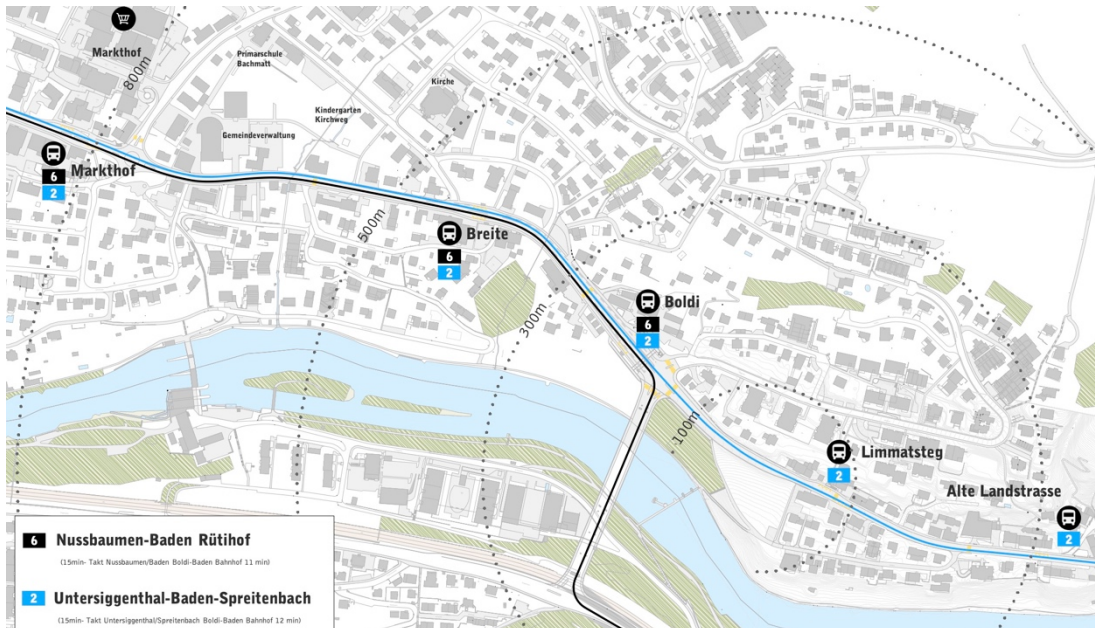 Markthof
800m
Primarschule
Bachmatt
Kirche
Kindergarten
Kirchweg
Gemeindeverwaltung
Markthof
6
2
500m
Breite
6
2
300m
Boldi
6
2
100m
Limmatsteg
2
Alte Landstrasse
2
6 Nussbaumen-Baden Rütihof
(15min- Takt Nussbaumen/Baden Boldi-Baden Bahnhof 11 min)
2 Untersiggenthal-Baden-Spreitenbach
(15min- Takt Untersiggenthal/Spreitenbach Boldi-Baden Bahnhof 12 min)